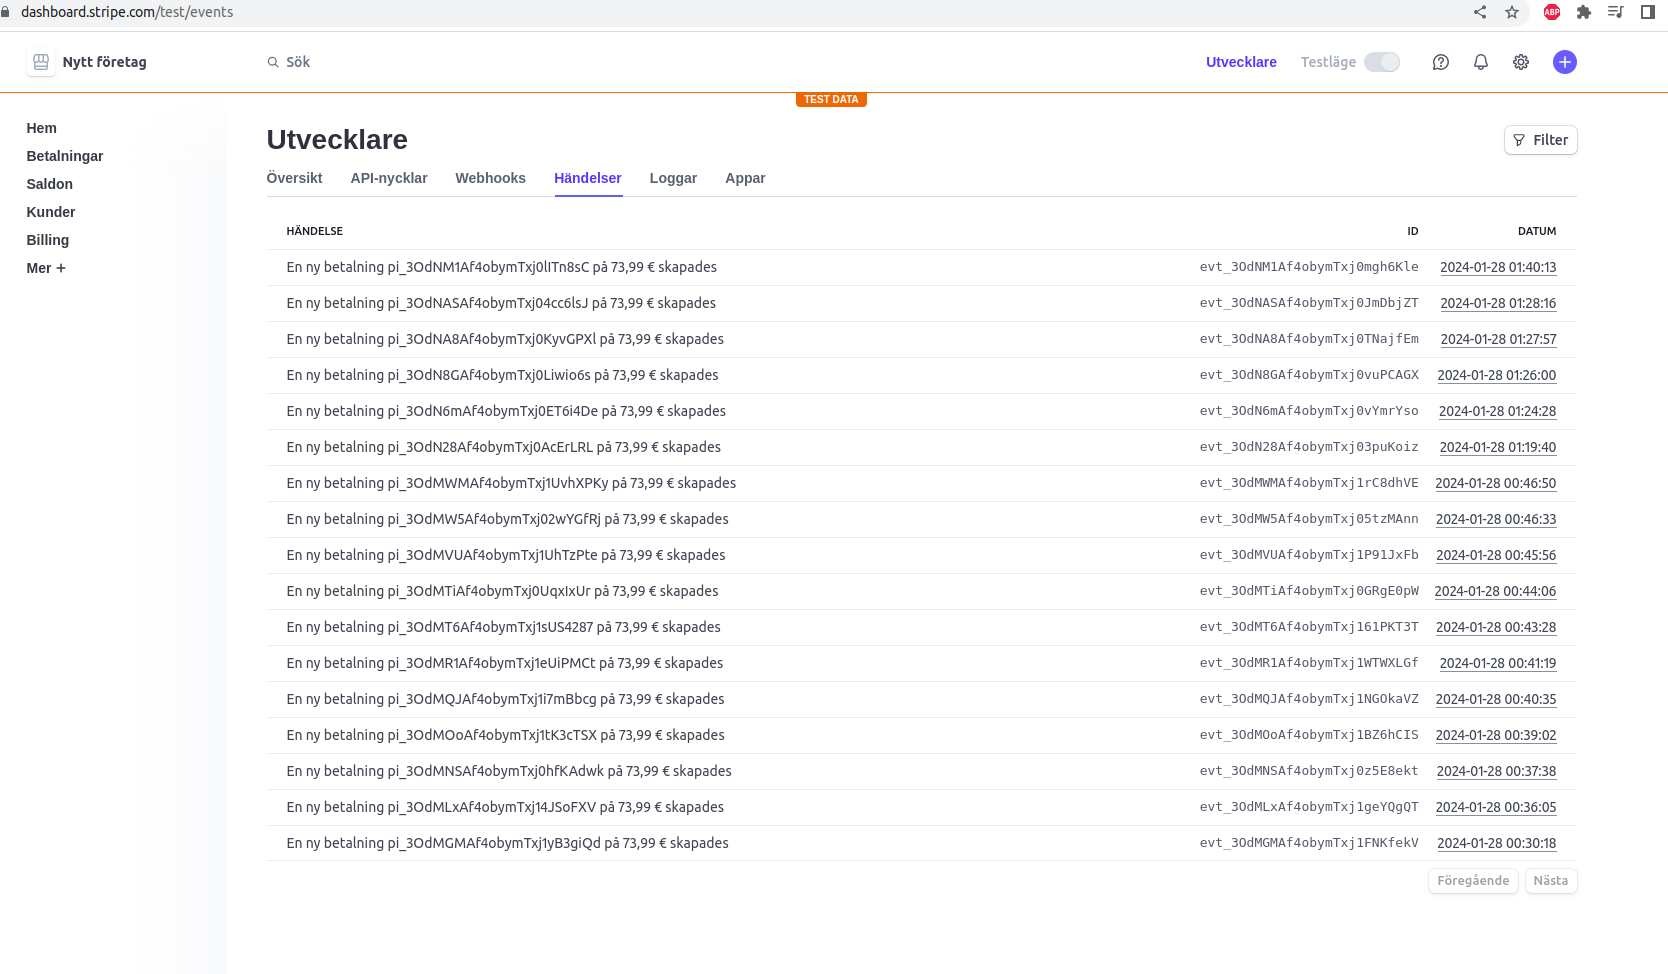 dashboard.stripe.com/test/events
ABP
Nytt företag
Sök
Utvecklare
Testläge
TEST DATA
Hem
Betalningar
Saldon
Kunder
Billing
Mer +
Utvecklare
Filter
Översikt API-nycklar Webhooks Händelser Loggar Appar
HÄNDELSE ID DATUM
En ny betalning pi_3OdNM1Af4obymTxj0lITn8sC på 73,99 € skapades evt_3OdNM1Af4obymTxj0mgh6Kle 2024-01-28 01:40:13
En ny betalning pi_3OdNASAf4obymTxj04cc6lsJ på 73,99 € skapades evt_3OdNASAf4obymTxj0JmDbjZT 2024-01-28 01:28:16
En ny betalning pi_3OdNA8Af4obymTxj0KyvGPXl på 73,99 € skapades evt_3OdNA8Af4obymTxj0TNajfEm 2024-01-28 01:27:57
En ny betalning pi_3OdN8GAf4obymTxj0Liwio6s på 73,99 € skapades evt_3OdN8GAf4obymTxj0vuPCAGX 2024-01-28 01:26:00
En ny betalning pi_3OdN6mAf4obymTxj0ET6i4De på 73,99 € skapades evt_3OdN6mAf4obymTxj0vYmrYso 2024-01-28 01:24:28
En ny betalning pi_3OdN28Af4obymTxj0AcErLRL på 73,99 € skapades evt_3OdN28Af4obymTxj03puKoiz 2024-01-28 01:19:40
En ny betalning pi_3OdMWMAf4obymTxj1UvhXPKy på 73,99 € skapades evt_3OdMWMAf4obymTxj1rC8dhVE 2024-01-28 00:46:50
En ny betalning pi_3OdMW5Af4obymTxj02wYGfRj på 73,99 € skapades evt_3OdMW5Af4obymTxj05tzMAnn 2024-01-28 00:46:33
En ny betalning pi_3OdMVUAf4obymTxj1UhTzPte på 73,99 € skapades evt_3OdMVUAf4obymTxj1P91JxFb 2024-01-28 00:45:56
En ny betalning pi_3OdMTiAf4obymTxj0UqxIxUr på 73,99 € skapades evt_3OdMTiAf4obymTxj0GRgE0pW 2024-01-28 00:44:06
En ny betalning pi_3OdMT6Af4obymTxj1sUS4287 på 73,99 € skapades evt_3OdMT6Af4obymTxj161PKT3T 2024-01-28 00:43:28
En ny betalning pi_3OdMR1Af4obymTxj1eUiPMCt på 73,99 € skapades evt_3OdMR1Af4obymTxj1WTWXLGf 2024-01-28 00:41:19
En ny betalning pi_3OdMQJAf4obymTxj1i7mBbcg på 73,99 € skapades evt_3OdMQJAf4obymTxj1NGOkaVZ 2024-01-28 00:40:35
En ny betalning pi_3OdMOoAf4obymTxj1tK3cTSX på 73,99 € skapades evt_3OdMOoAf4obymTxj1BZ6hCIS 2024-01-28 00:39:02
En ny betalning pi_3OdMNSAf4obymTxj0hfKAdwk på 73,99 € skapades evt_3OdMNSAf4obymTxj0z5E8ekt 2024-01-28 00:37:38
En ny betalning pi_3OdMLxAf4obymTxj14JSoFXV på 73,99 € skapades evt_3OdMLxAf4obymTxj1geYQgQT 2024-01-28 00:36:05
En ny betalning pi_3OdMGMAf4obymTxj1yB3giQd på 73,99 € skapades evt_3OdMGMAf4obymTxj1FNKfekV 2024-01-28 00:30:18
Föregående Nästa